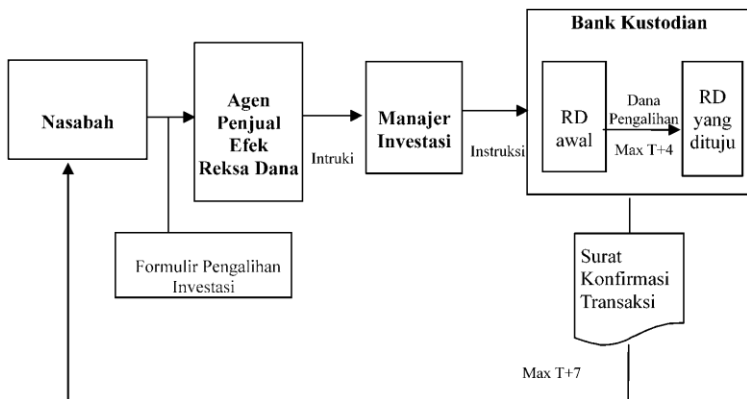 Bank Kustodian
Nasabah
Agen
Penjual
Efek
Reksa Dana
Intruki
Manajer
Investasi
Instruksi
RD
awal
Dana
Pengalihan
Max T+4
RD
yang
dituju
Formulir Pengalihan
Investasi
Surat
Konfirmasi
Transaksi
Max T+7